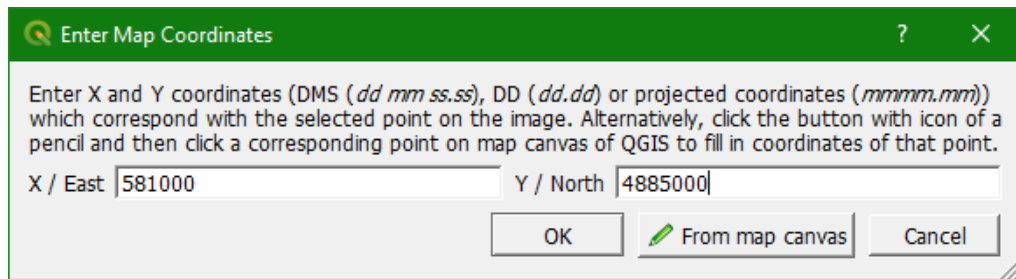 Enter Map Coordinates ? ×
Enter X and Y coordinates (DMS (dd mm ss.ss), DD (dd.dd) or projected coordinates (mmmm.mm))
which correspond with the selected point on the image. Alternatively, click the button with icon of a
pencil and then click a corresponding point on map canvas of QGIS to fill in coordinates of that point.
X / East 581000 Y / North 4885000
OK From map canvas Cancel